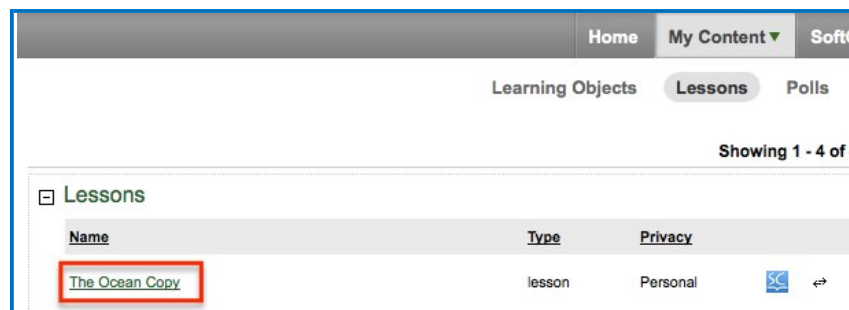 Home My Content▼ Soft
Learning Objects Lessons Polls
Showing 1 - 4 of
Lessons
Name Type Privacy
The Ocean Copy lesson Personal SC